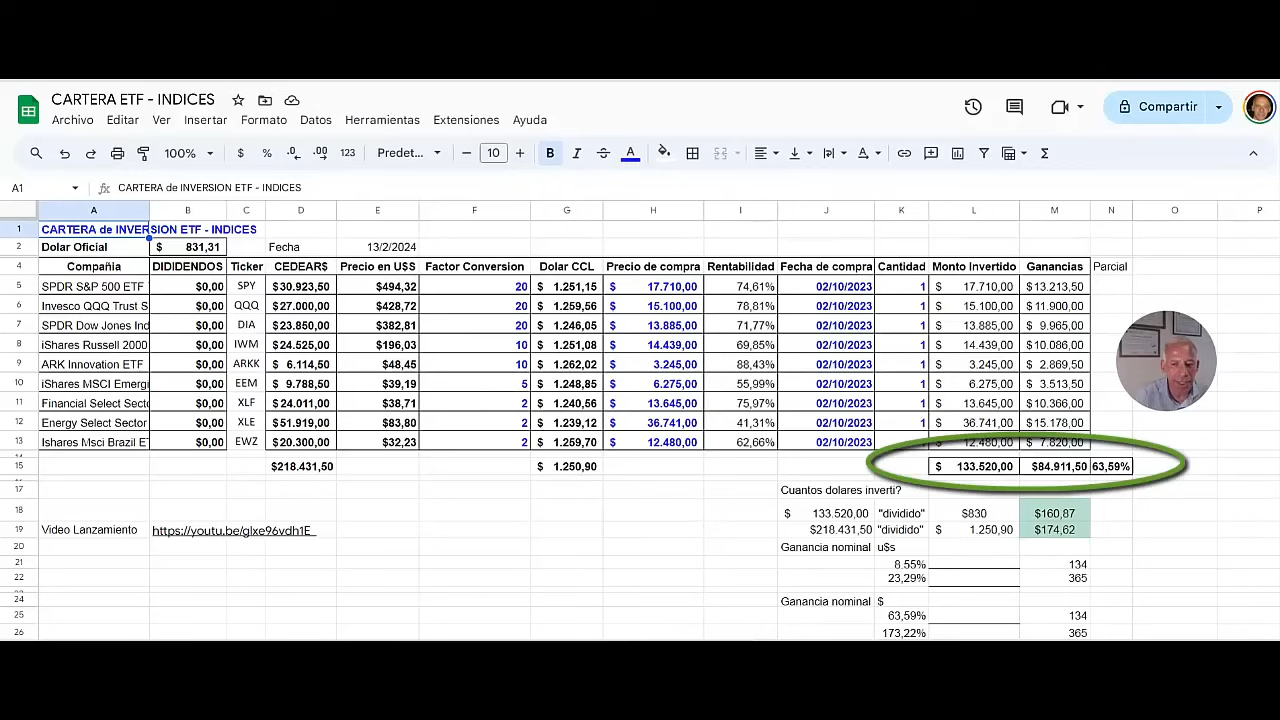 CARTERA ETF - INDICES
Archivo Editar Ver Insertar Formato Datos Herramientas Extensiones Ayuda
Compartir
100% $ % .0 .00 123 Predet... 10 B I A
A1 fx CARTERA de INVERSION ETF - INDICES
A B C D E F G H I J K L M N O P
1 CARTERA de INVERSION ETF - INDICES
2 Dolar Oficial $ 831,31 Fecha 13/2/2024
4 Compañia DIDIDENDOS Ticker CEDEAR$ Precio en U$S Factor Conversion Dolar CCL Precio de compra Rentabilidad Fecha de compra Cantidad Monto Invertido Ganancias Parcial
5 SPDR S&P 500 ETF $0,00 SPY $30.923,50 $494,32 20 $ 1.251,15 $ 17.710,00 74,61% 02/10/2023 1 $ 17.710,00 $13.213,50
6 Invesco QQQ Trust S $0,00 QQQ $27.000,00 $428,72 20 $ 1.259,56 $ 15.100,00 78,81% 02/10/2023 1 $ 15.100,00 $11.900,00
7 SPDR Dow Jones Ind $0,00 DIA $23.850,00 $382,81 20 $ 1.246,05 $ 13.885,00 71,77% 02/10/2023 1 $ 13.885,00 $ 9.965,00
8 iShares Russell 2000 $0,00 IWM $24.525,00 $196,03 10 $ 1.251,08 $ 14.439,00 69,85% 02/10/2023 1 $ 14.439,00 $10.086,00
9 ARK Innovation ETF $0,00 ARKK $ 6.114,50 $48,45 10 $ 1.262,02 $ 3.245,00 88,43% 02/10/2023 1 $ 3.245,00 $ 2.869,50
10 iShares MSCI Emergi $0,00 EEM $ 9.788,50 $39,19 5 $ 1.248,85 $ 6.275,00 55,99% 02/10/2023 1 $ 6.275,00 $ 3.513,50
11 Financial Select Secto $0,00 XLF $24.011,00 $38,71 2 $ 1.240,56 $ 13.645,00 75,97% 02/10/2023 1 $ 13.645,00 $10.366,00
12 Energy Select Sector $0,00 XLE $51.919,00 $83,80 2 $ 1.239,12 $ 36.741,00 41,31% 02/10/2023 1 $ 36.741,00 $15.178,00
13 Ishares Msci Brazil E $0,00 EWZ $20.300,00 $32,23 2 $ 1.259,70 $ 12.480,00 62,66% 02/10/2023 1 $ 12.480,00 $ 7.820,00
15 $218.431,50 $ 1.250,90 $ 133.520,00 $84.911,50 63,59%
17 Cuantos dolares inverti?
18 $ 133.520,00 "dividido" $830 $160,87
19 Video Lanzamiento https://youtu.be/glxe96vdh1E $218.431,50 "dividido" $ 1.250,90 $174,62
20 Ganancia nominal u$s
21 8.55% 134
22 23,29% 365
24 Ganancia nominal $
25 63,59% 134
26 173,22% 365